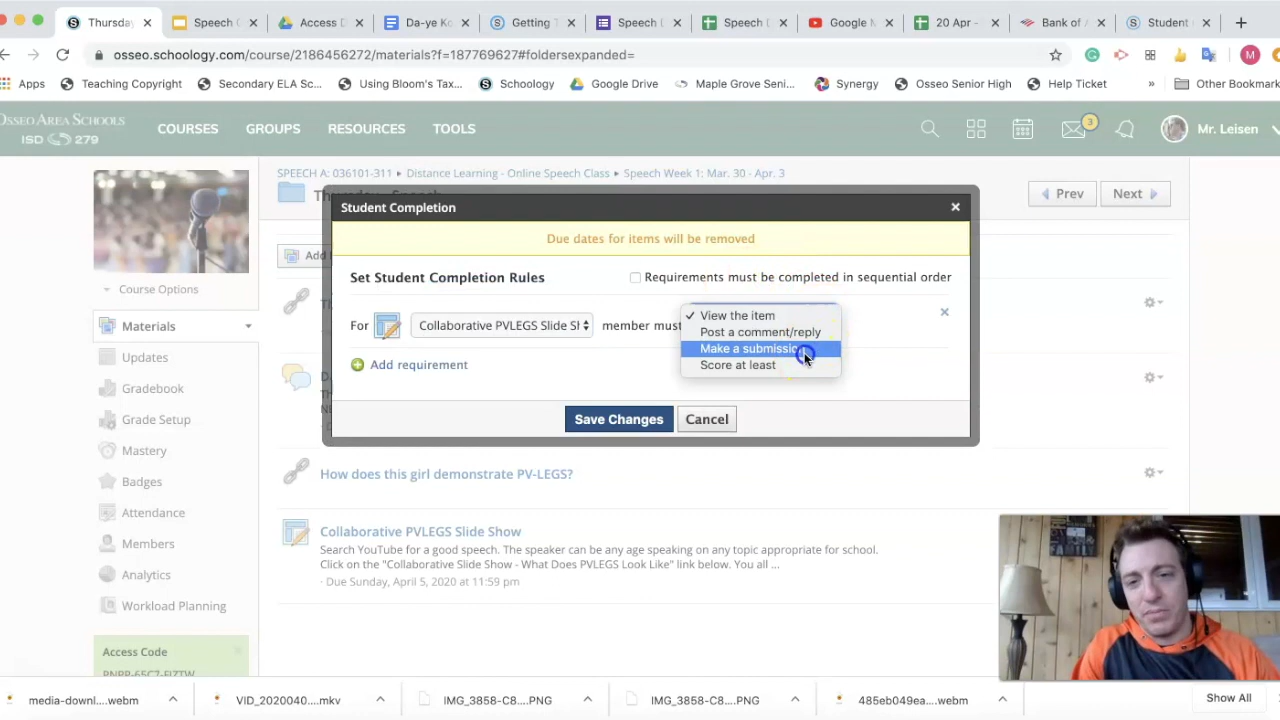 Thursday
Speech
Access D
Da-ye Ko
Getting T
Speech D
Speech D
Google M
20 Apr -
Bank of
Student
osseo.schoology.com/course/2186456272/materials?f=187769627#foldersexpanded=
M
Apps
Teaching Copyright
Secondary ELA Sc...
Using Bloom's Tax...
Schoology
Google Drive
Maple Grove Seni...
Synergy
Osseo Senior High
Help Ticket
»
Other Bookmark
OSSEO AREA SCHOOLS
ISD 279
COURSES
GROUPS
RESOURCES
TOOLS
3
Mr. Leisen
SPEECH A: 036101-311 ▸ Distance Learning - Online Speech Class ▸ Speech Week 1: Mar. 30 - Apr. 3
Prev
Next
Student Completion
Due dates for items will be removed
Set Student Completion Rules
Requirements must be completed in sequential order
For
Collaborative PVLEGS Slide Sl
member must
View the item
Post a comment/reply
Make a submission
Score at least
Add requirement
Save Changes
Cancel
Add
Course Options
Materials
Updates
Gradebook
Grade Setup
Mastery
Badges
Attendance
Members
Analytics
Workload Planning
Access Code
How does this girl demonstrate PV-LEGS?
Collaborative PVLEGS Slide Show
Search YouTube for a good speech. The speaker can be any age speaking on any topic appropriate for school.
Click on the "Collaborative Slide Show - What Does PVLEGS Look Like" link below. You all ...
· Due Sunday, April 5, 2020 at 11:59 pm
media-downl....webm
VID_2020040....mkv
IMG_3858-C8....PNG
IMG_3858-C8....PNG
485eb049ea....webm
Show All